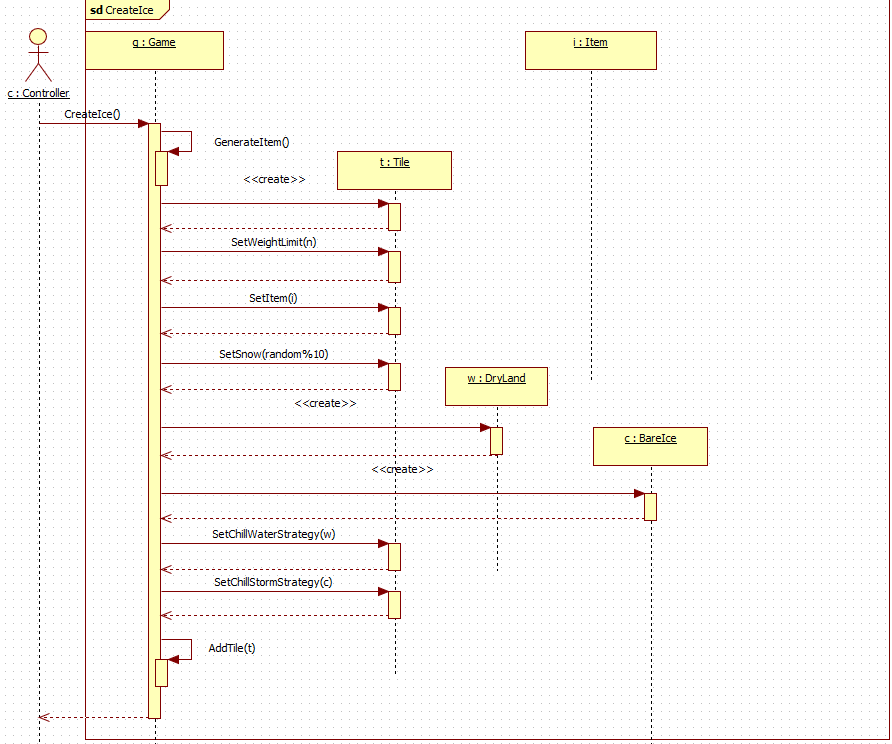 sd CreateIce
g : Game
i : Item
c : Controller
CreateIce()
GenerateItem()
t : Tile
<<create>>
SetWeightLimit(n)
SetItem(i)
SetSnow(random%10)
w : DryLand
<<create>>
c : BareIce
<<create>>
SetChillWaterStrategy(w)
SetChillStormStrategy(c)
AddTile(t)